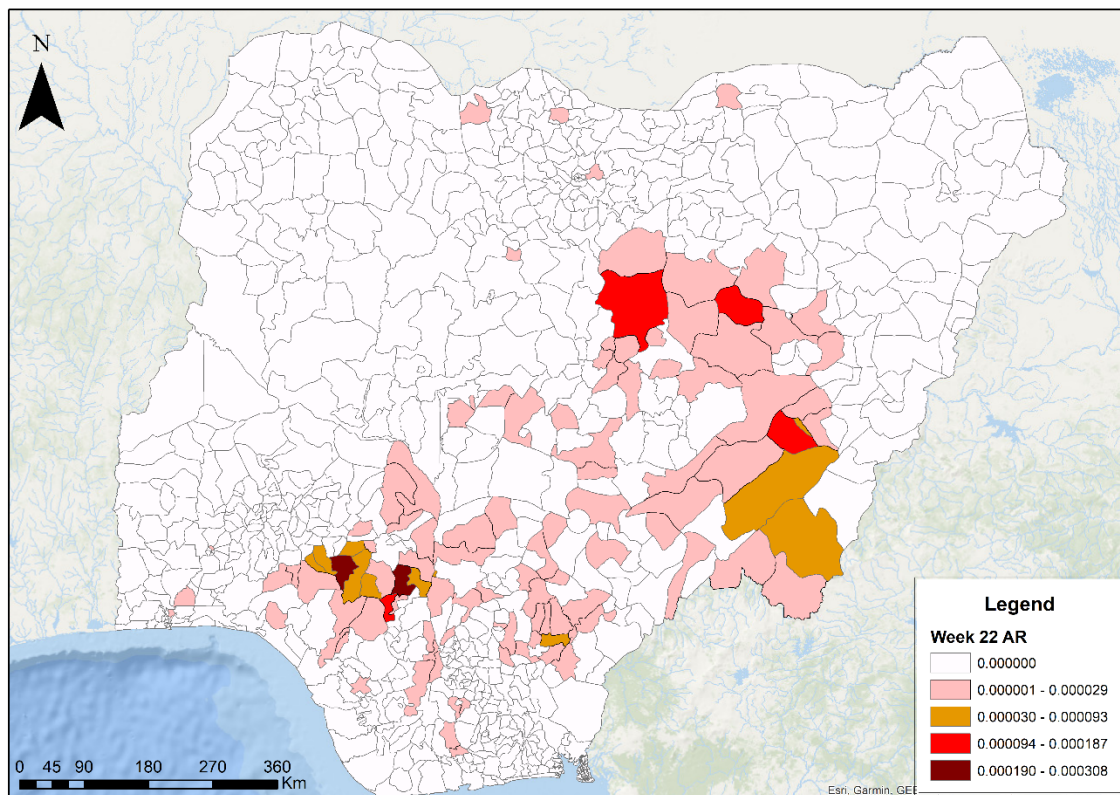 N
Legend
Week 22 AR
0.000000
0.000001 - 0.000029
0.000030 - 0.000093
0.000094 - 0.000187
0.000190 - 0.000308
0 45 90 180 270 360
Km
Esri, Garmin, GEE